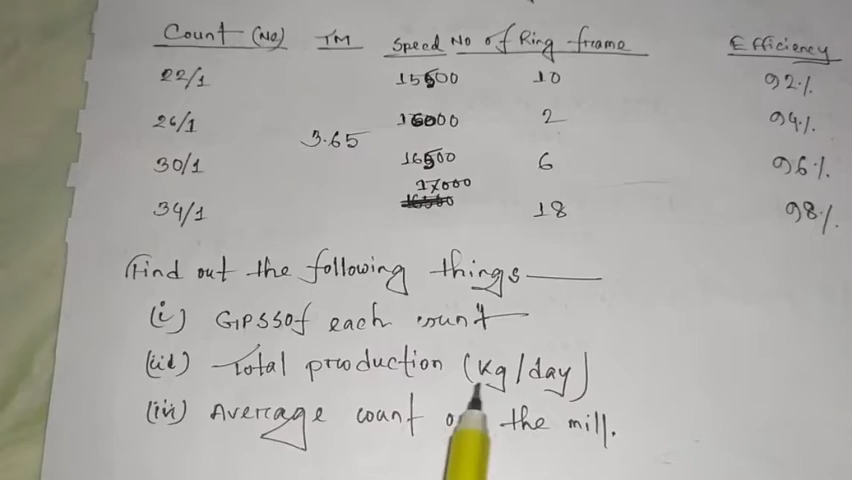 Count (Ne) TM Speed No of Ring frame Efficiency
22/1 15500 10 92%
26/1 16000 2 94%
3.65
30/1 16500 6 96%
17000
34/1 18 98%
Find out the following things
(i) GPSS of each count
(ii) Total production (Kg/day)
(iii) Average count the mill.